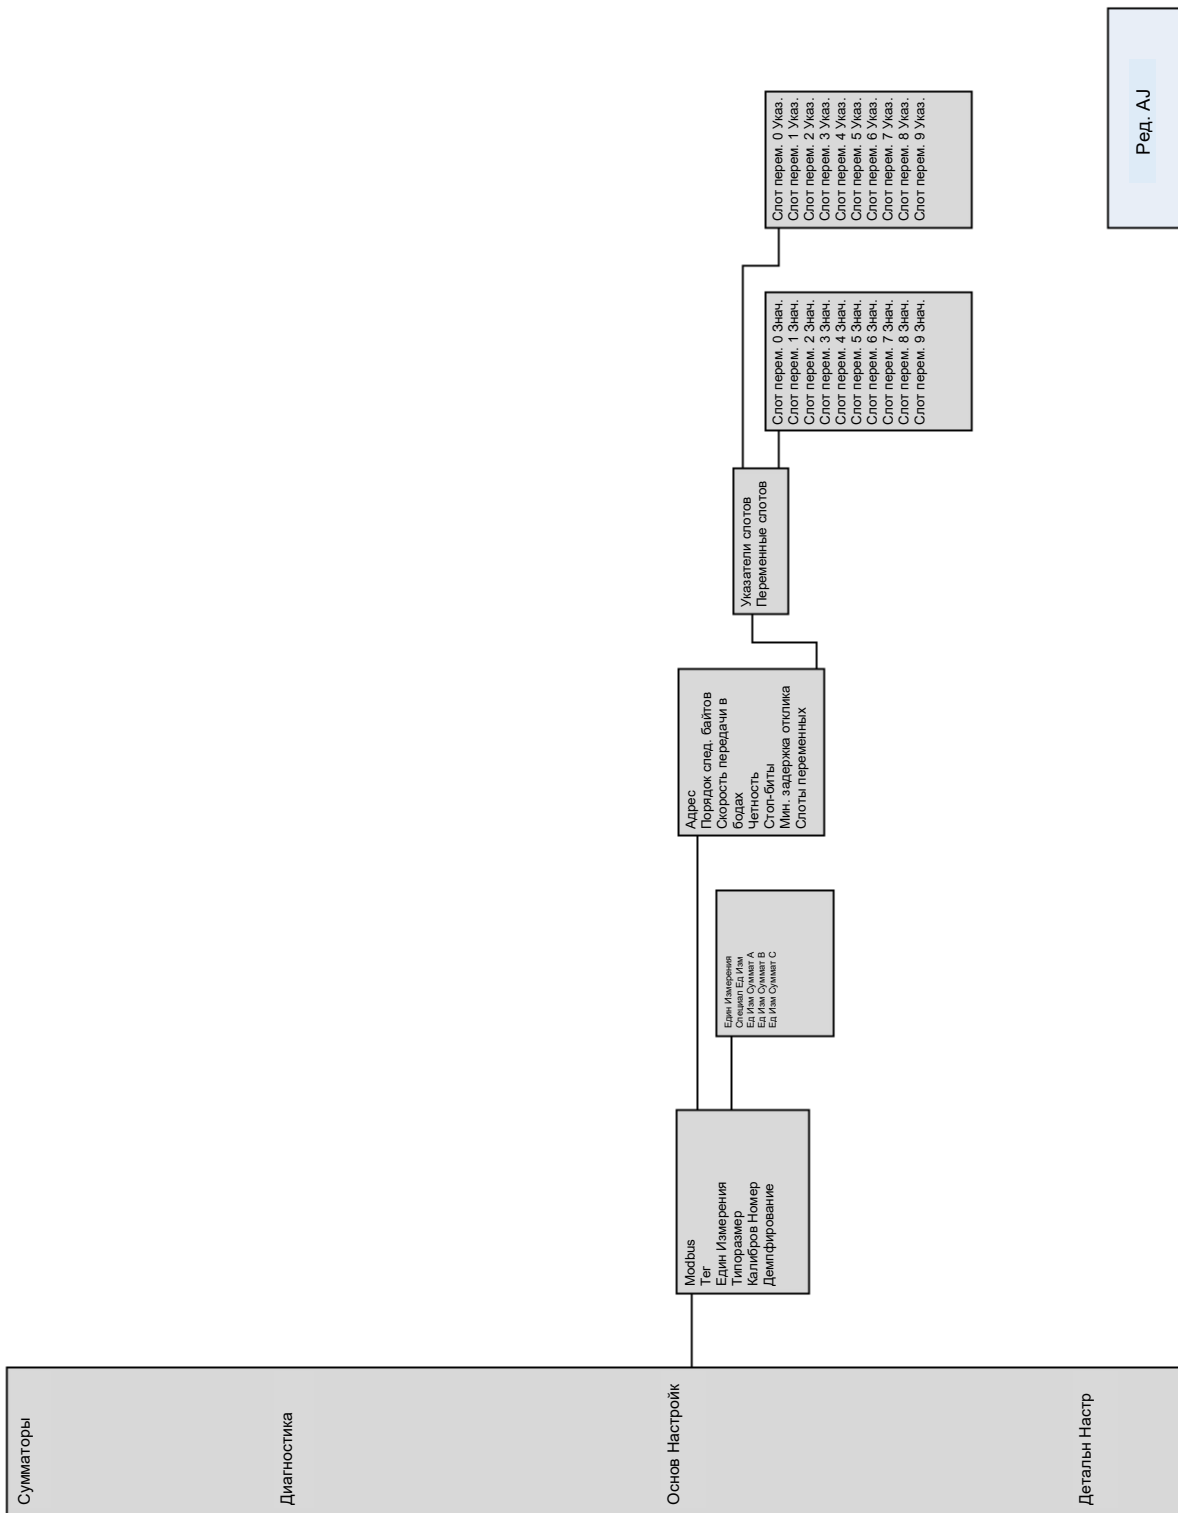 Сумматоры
Диагностика
Основ Настройк
Детальн Настр
Modbus
Тег
Един Измерения
Типоразмер
Калибров Номер
Демпфирование
Един Измерения
Специал Ед Изм
Ед Изм Суммат A
Ед Изм Суммат B
Ед Изм Суммат C
Адрес
Порядок след. байтов
Скорость передачи в
бодах
Четность
Стоп-биты
Мин. задержка отклика
Слоты переменных
Указатели слотов
Переменные слотов
Слот перем. 0 Знач.
Слот перем. 1 Знач.
Слот перем. 2 Знач.
Слот перем. 3 Знач.
Слот перем. 4 Знач.
Слот перем. 5 Знач.
Слот перем. 6 Знач.
Слот перем. 7 Знач.
Слот перем. 8 Знач.
Слот перем. 9 Знач.
Слот перем. 0 Указ.
Слот перем. 1 Указ.
Слот перем. 2 Указ.
Слот перем. 3 Указ.
Слот перем. 4 Указ.
Слот перем. 5 Указ.
Слот перем. 6 Указ.
Слот перем. 7 Указ.
Слот перем. 8 Указ.
Слот перем. 9 Указ.
Ред. AJ